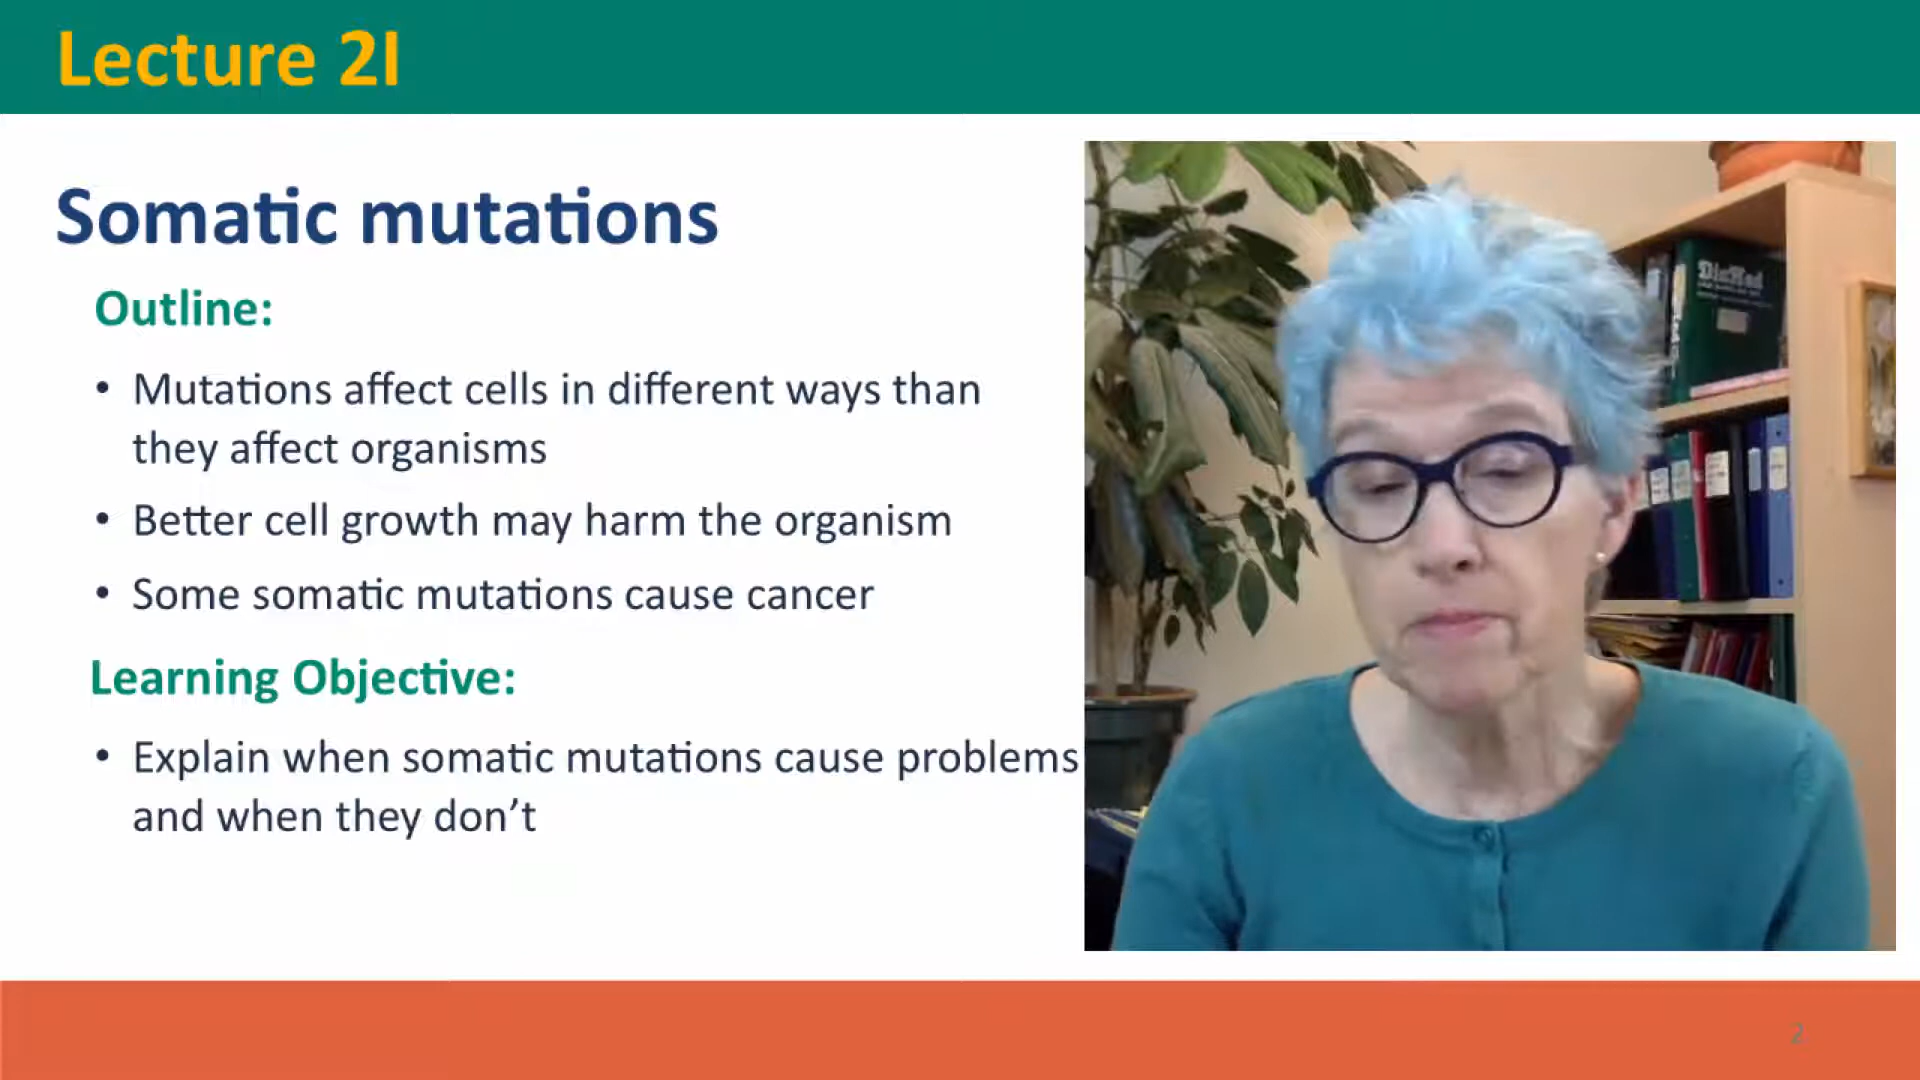 Lecture 2I
Somatic mutations
Outline:
• Mutations affect cells in different ways than
they affect organisms
• Better cell growth may harm the organism
• Some somatic mutations cause cancer
Learning Objective:
• Explain when somatic mutations cause problems
and when they don’t
2